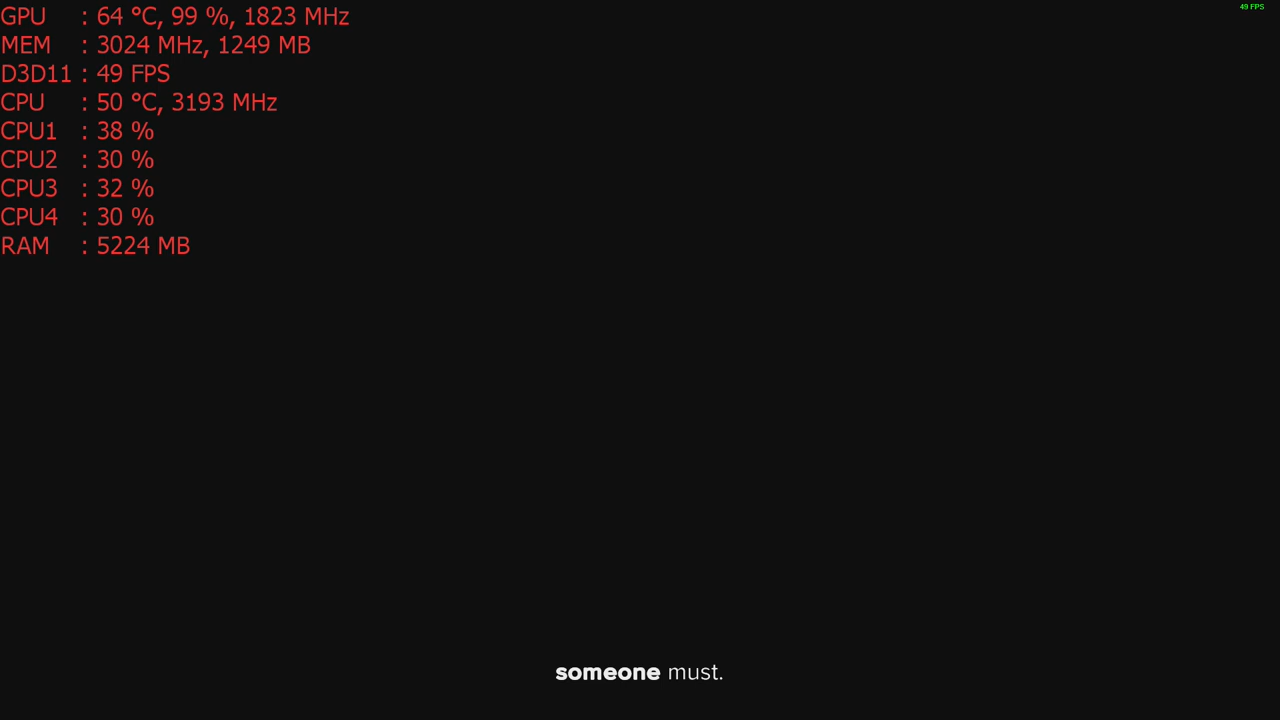 GPU : 64 °C, 99 %, 1823 MHz
49 FPS
MEM : 3024 MHz, 1249 MB
D3D11 : 49 FPS
CPU : 50 °C, 3193 MHz
CPU1 : 38 %
CPU2 : 30 %
CPU3 : 32 %
CPU4 : 30 %
RAM : 5224 MB
someone must.